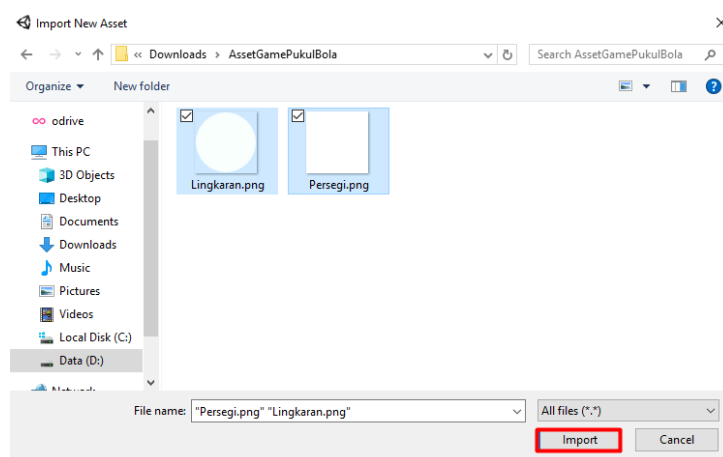 Import New Asset
« Downloads › AssetGamePukulBola
Search AssetGamePukulBola
Organize
New folder
odrive
This PC
3D Objects
Desktop
Documents
Downloads
Music
Pictures
Videos
Local Disk (C:)
Data (D:)
Network
Lingkaran.png
Persegi.png
File name: "Persegi.png" "Lingkaran.png"
All files (*.*)
Import
Cancel